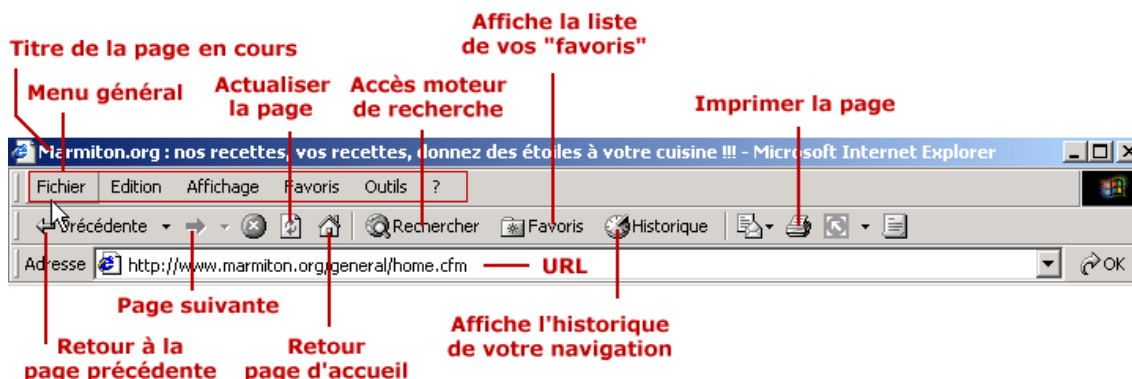 Affiche la liste
de vos "favoris"
Titre de la page en cours
Menu général
Actualiser
la page
Accès moteur
de recherche
Imprimer la page
Marmiton.org : nos recettes, vos recettes, donnez des étoiles à votre cuisine !!! - Microsoft Internet Explorer
Fichier Edition Affichage Favoris Outils ?
Précédente Rechercher Favoris Historique
Adresse http://www.marmiton.org/general/home.cfm URL OK
Page suivante
Affiche l'historique
de votre navigation
Retour à la
page précédente
Retour
page d'accueil